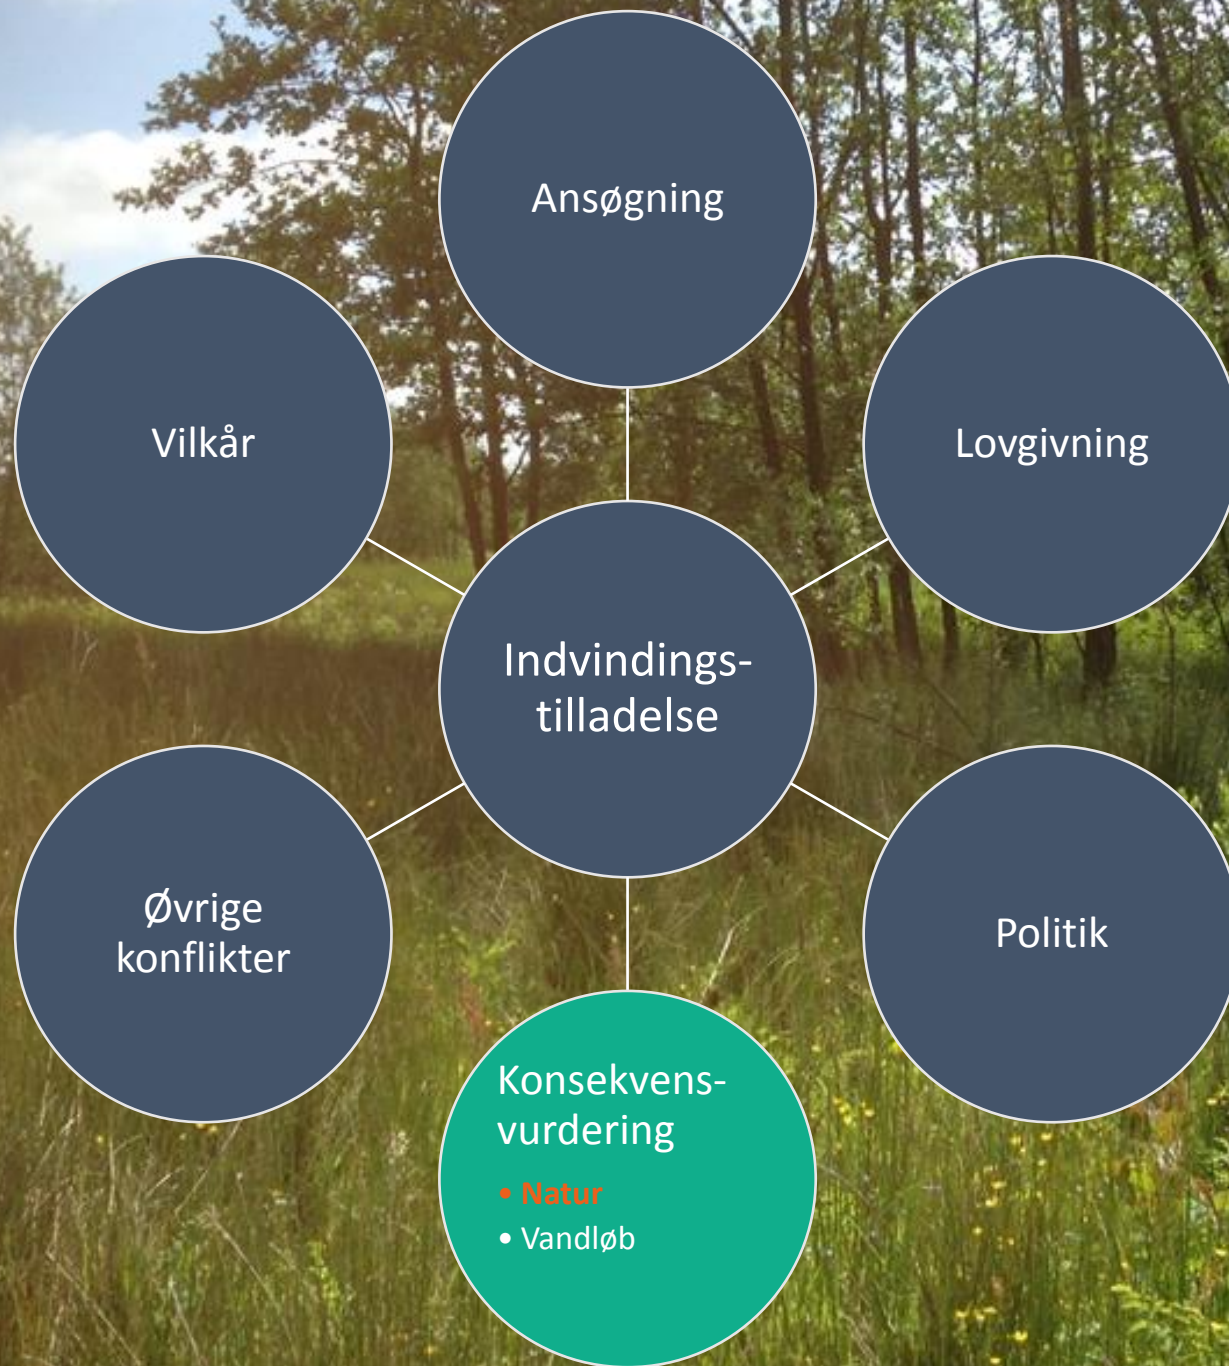 Ansøgning
Vilkår
Lovgivning
Indvindings-
tilladelse
Øvrige
konflikter
Politik
Konsekvens-
vurdering
• Natur
• Vandløb